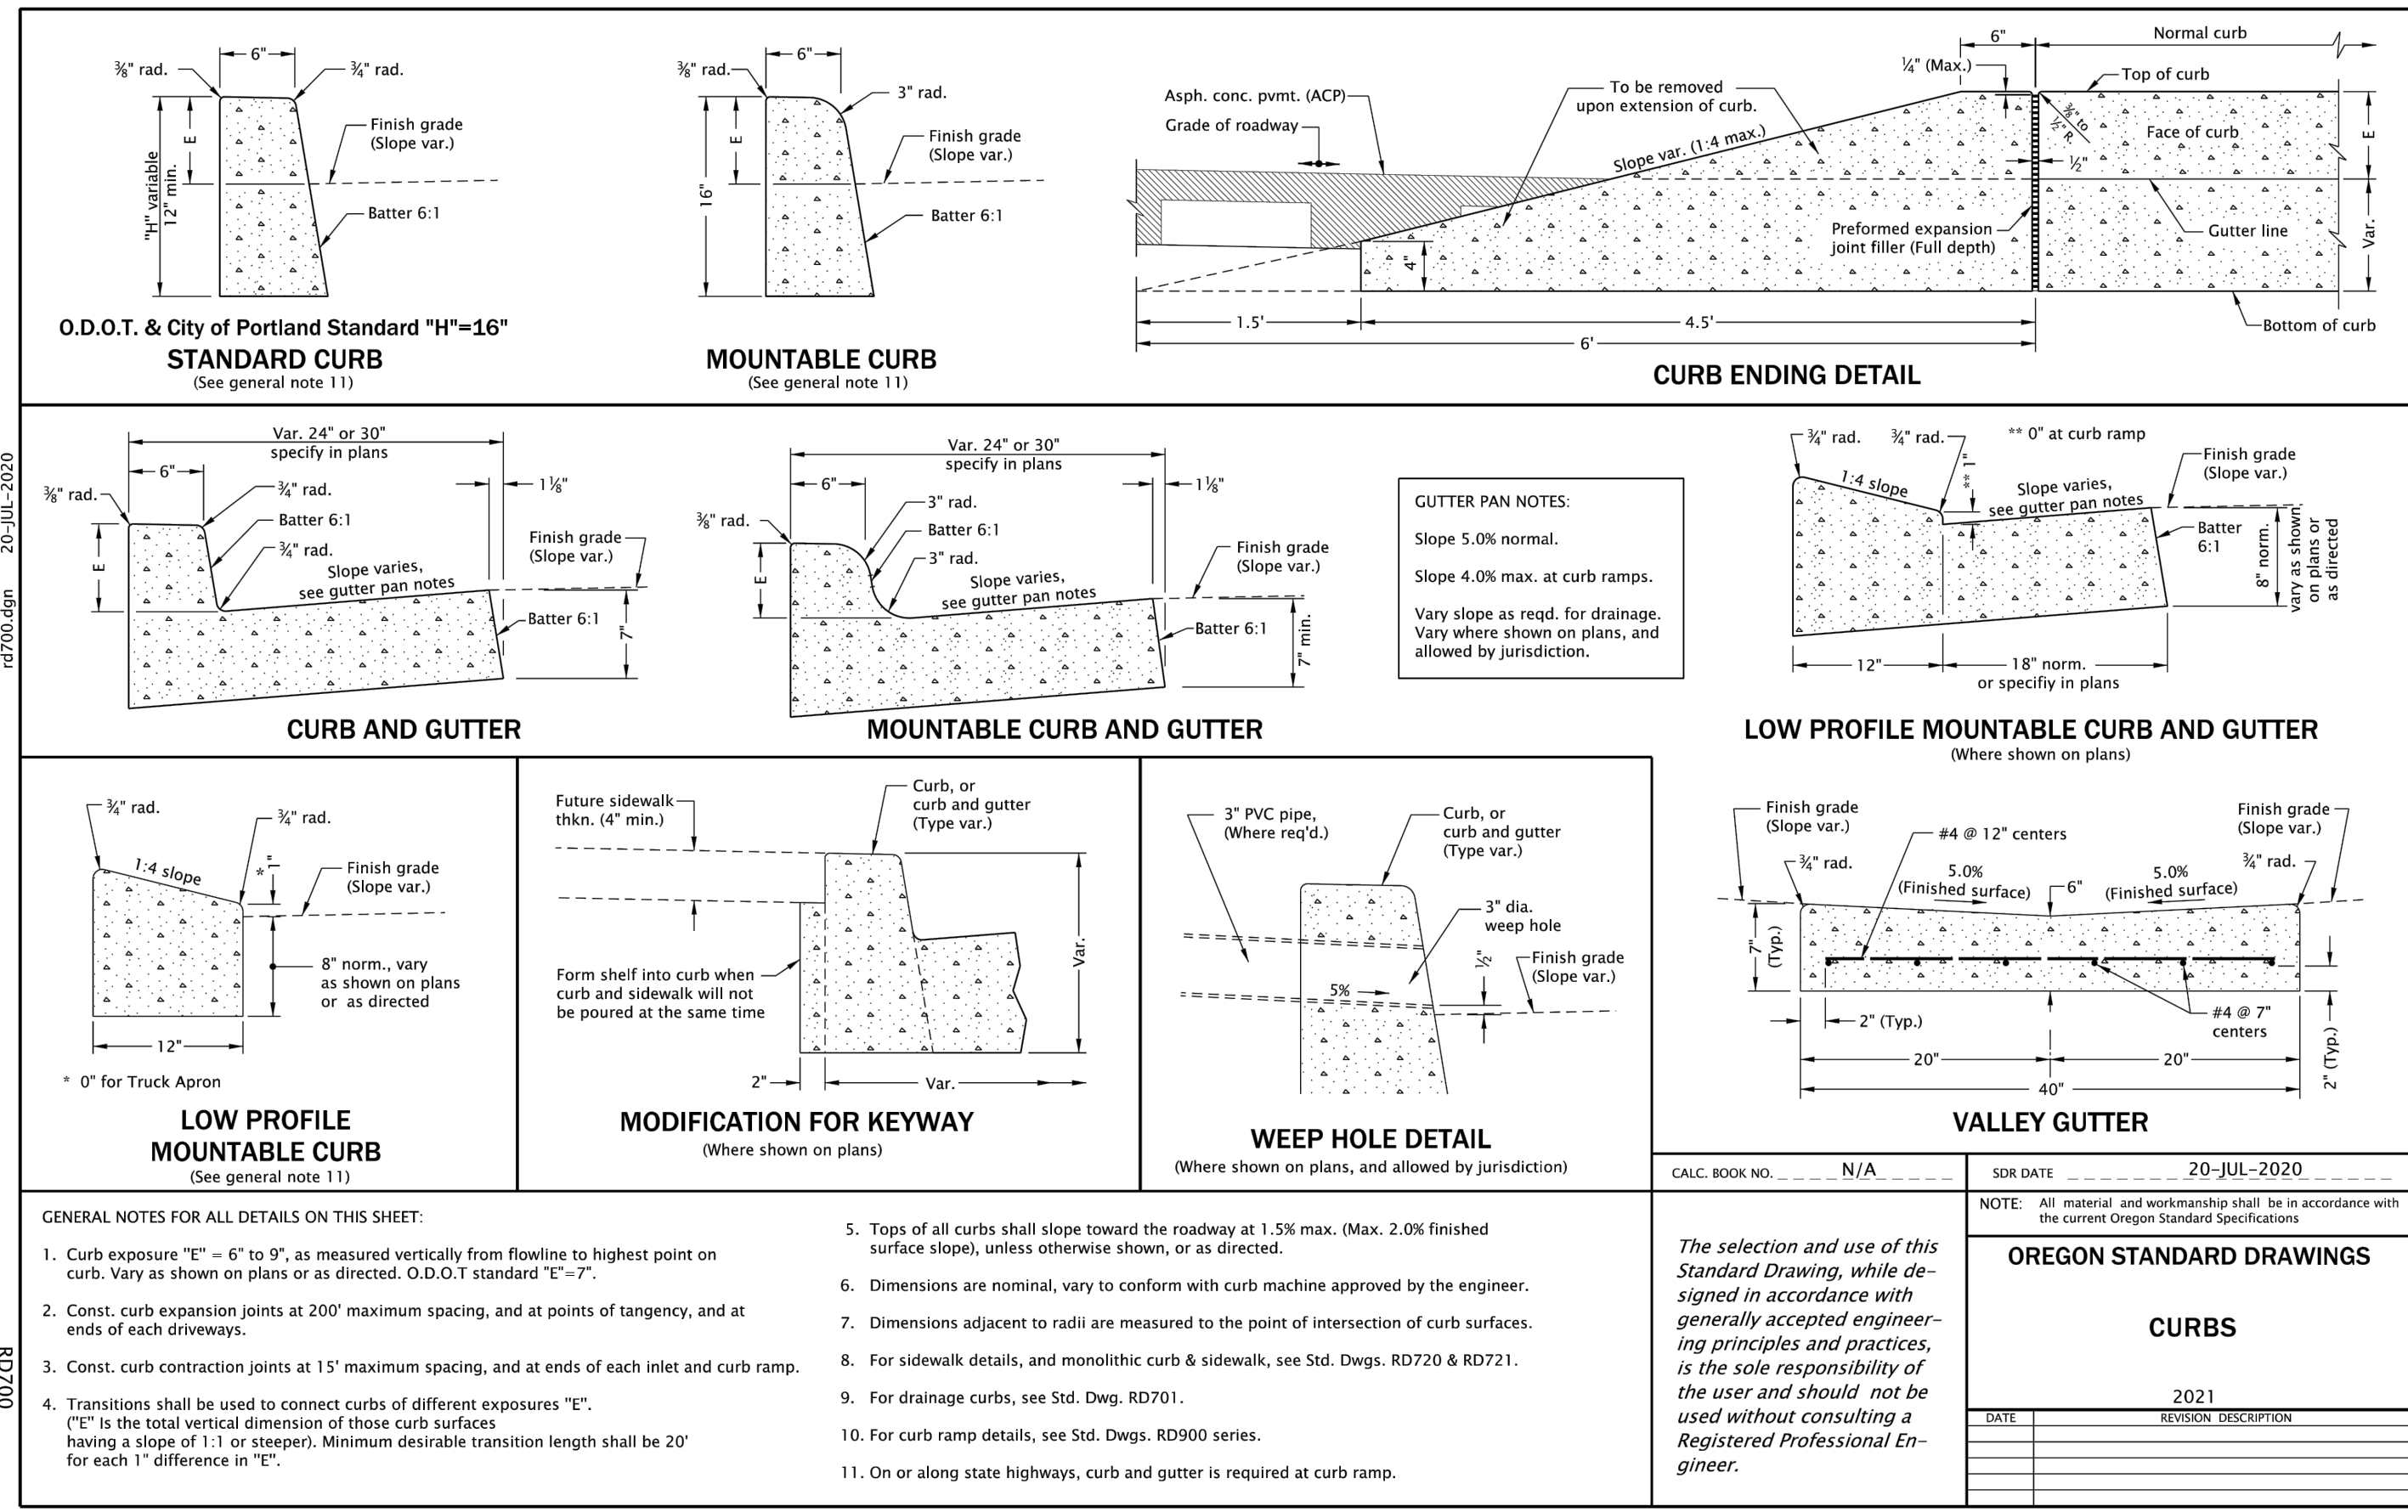 6"
⅜" rad.
¾" rad.
E
Finish grade
(Slope var.)
"H" variable
12" min.
Batter 6:1
O.D.O.T. & City of Portland Standard "H"=16"
STANDARD CURB
(See general note 11)
6"
⅜" rad.
3" rad.
E
Finish grade
(Slope var.)
16"
Batter 6:1
MOUNTABLE CURB
(See general note 11)
6"
Normal curb
¼" (Max.)
Top of curb
To be removed
upon extension of curb.
Asph. conc. pvmt. (ACP)
Grade of roadway
Slope var. (1:4 max.)
⅜" to
½" R.
Face of curb
E
½"
Preformed expansion
joint filler (Full depth)
Gutter line
Var.
4"
1.5'
4.5'
6'
Bottom of curb
CURB ENDING DETAIL
Var. 24" or 30"
specify in plans
6"
1⅛"
⅜" rad.
¾" rad.
Batter 6:1
¾" rad.
E
Slope varies,
see gutter pan notes
Finish grade
(Slope var.)
Batter 6:1
7"
CURB AND GUTTER
Var. 24" or 30"
specify in plans
6"
1⅛"
⅜" rad.
3" rad.
Batter 6:1
3" rad.
E
Slope varies,
see gutter pan notes
Finish grade
(Slope var.)
Batter 6:1
7" min.
MOUNTABLE CURB AND GUTTER
GUTTER PAN NOTES:
Slope 5.0% normal.
Slope 4.0% max. at curb ramps.
Vary slope as reqd. for drainage.
Vary where shown on plans, and
allowed by jurisdiction.
¾" rad.
¾" rad.
** 0" at curb ramp
Finish grade
(Slope var.)
1:4 slope
** 1"
Slope varies,
see gutter pan notes
Batter
6:1
8" norm.
vary as shown
on plans or
as directed
12"
18" norm.
or specifiy in plans
LOW PROFILE MOUNTABLE CURB AND GUTTER
(Where shown on plans)
¾" rad.
¾" rad.
1:4 slope
* 1"
Finish grade
(Slope var.)
8" norm., vary
as shown on plans
or as directed
12"
* 0" for Truck Apron
LOW PROFILE
MOUNTABLE CURB
(See general note 11)
Future sidewalk
thkn. (4" min.)
Curb, or
curb and gutter
(Type var.)
Form shelf into curb when
curb and sidewalk will not
be poured at the same time
Var.
2"
Var.
MODIFICATION FOR KEYWAY
(Where shown on plans)
3" PVC pipe,
(Where req'd.)
Curb, or
curb and gutter
(Type var.)
3" dia.
weep hole
½"
Finish grade
(Slope var.)
5%
WEEP HOLE DETAIL
(Where shown on plans, and allowed by jurisdiction)
Finish grade
(Slope var.)
Finish grade
(Slope var.)
#4 @ 12" centers
¾" rad.
5.0%
(Finished surface)
6"
5.0%
(Finished surface)
¾" rad.
7"
(Typ.)
2" (Typ.)
#4 @ 7"
centers
20"
20"
40"
2" (Typ.)
VALLEY GUTTER
CALC. BOOK NO. N/A
SDR DATE 20-JUL-2020
NOTE: All material and workmanship shall be in accordance with
the current Oregon Standard Specifications
GENERAL NOTES FOR ALL DETAILS ON THIS SHEET:
1. Curb exposure "E" = 6" to 9", as measured vertically from flowline to highest point on
curb. Vary as shown on plans or as directed. O.D.O.T standard "E"=7".
2. Const. curb expansion joints at 200' maximum spacing, and at points of tangency, and at
ends of each driveways.
3. Const. curb contraction joints at 15' maximum spacing, and at ends of each inlet and curb ramp.
4. Transitions shall be used to connect curbs of different exposures "E".
("E" Is the total vertical dimension of those curb surfaces
having a slope of 1:1 or steeper). Minimum desirable transition length shall be 20'
for each 1" difference in "E".
5. Tops of all curbs shall slope toward the roadway at 1.5% max. (Max. 2.0% finished
surface slope), unless otherwise shown, or as directed.
6. Dimensions are nominal, vary to conform with curb machine approved by the engineer.
7. Dimensions adjacent to radii are measured to the point of intersection of curb surfaces.
8. For sidewalk details, and monolithic curb & sidewalk, see Std. Dwgs. RD720 & RD721.
9. For drainage curbs, see Std. Dwg. RD701.
10. For curb ramp details, see Std. Dwgs. RD900 series.
11. On or along state highways, curb and gutter is required at curb ramp.
The selection and use of this
Standard Drawing, while de-
signed in accordance with
generally accepted engineer-
ing principles and practices,
is the sole responsibility of
the user and should not be
used without consulting a
Registered Professional En-
gineer.
OREGON STANDARD DRAWINGS
CURBS
2021
DATE
REVISION DESCRIPTION
rd700.dgn 20-JUL-2020
RD700